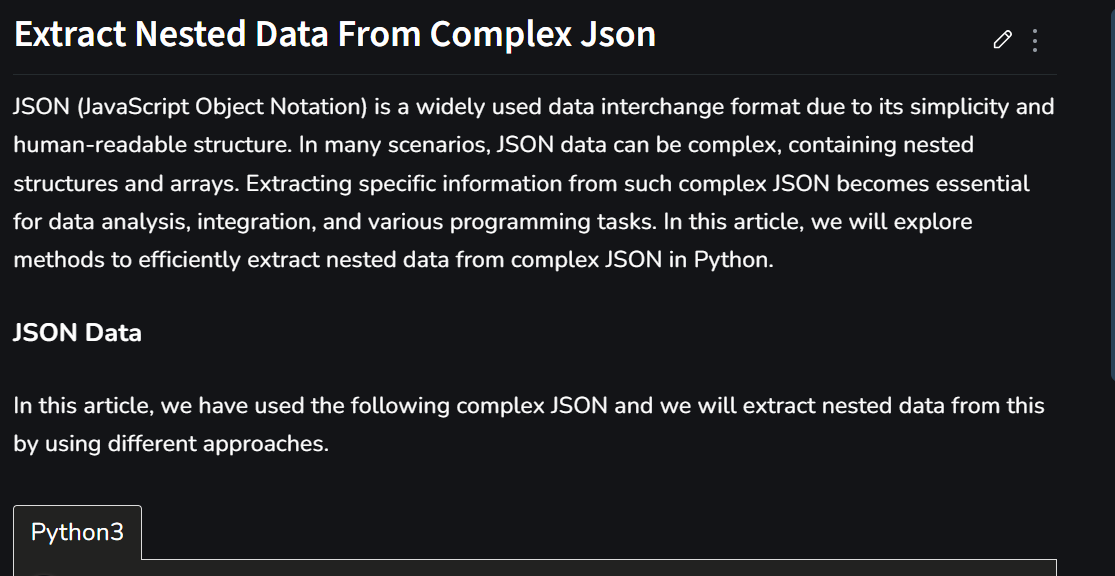 Extract Nested Data From Complex Json
JSON (JavaScript Object Notation) is a widely used data interchange format due to its simplicity and
human-readable structure. In many scenarios, JSON data can be complex, containing nested
structures and arrays. Extracting specific information from such complex JSON becomes essential
for data analysis, integration, and various programming tasks. In this article, we will explore
methods to efficiently extract nested data from complex JSON in Python.
JSON Data
In this article, we have used the following complex JSON and we will extract nested data from this
by using different approaches.
Python3